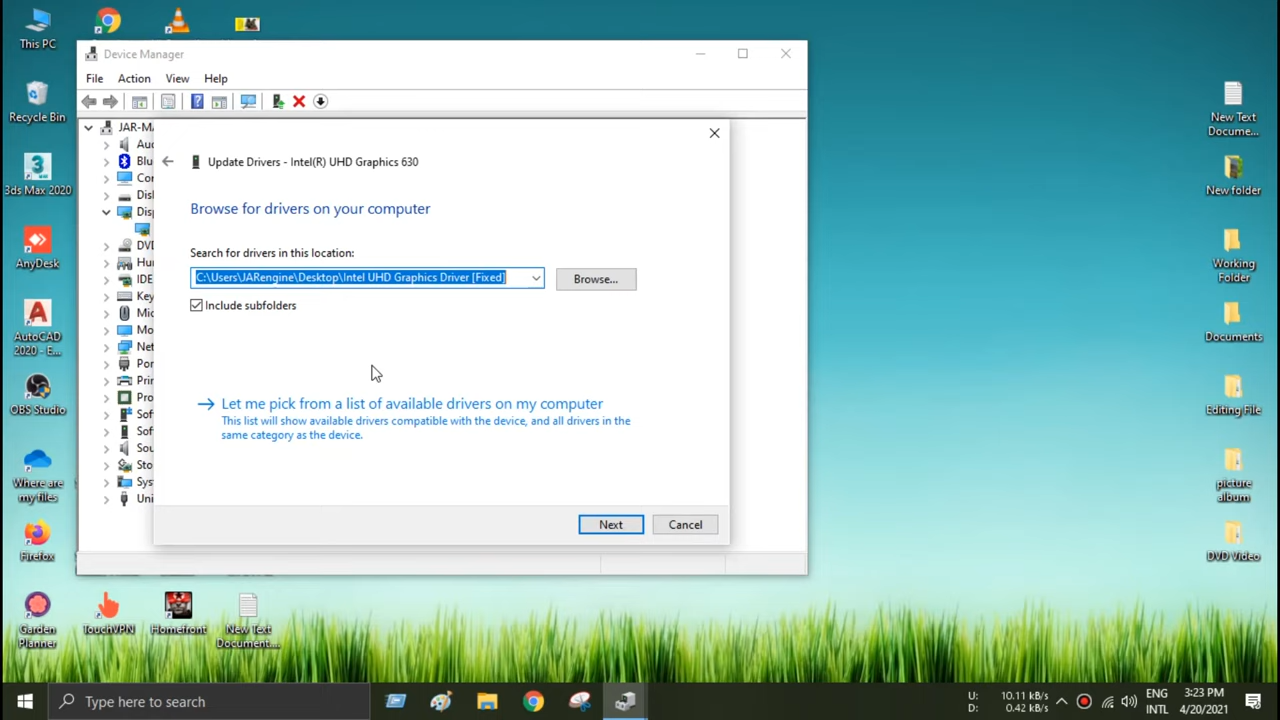 This PC
Recycle Bin
3ds Max 2020
AnyDesk
AutoCAD
2020 - E...
OBS Studio
Where are
my files
Firefox
Garden
Planner
TouchVPN
Homefront
New Text
Document...
Device Manager
File Action View Help
JAR-MA
Auc
Blu
Cor
Disl
Disp
DVD
Hur
IDE
Key
Mic
Mo
Net
Por
Prin
Pro
Sof
Sof
Sou
Sto
Sys
Uni
Update Drivers - Intel(R) UHD Graphics 630
Browse for drivers on your computer
Search for drivers in this location:
C:\Users\JARengine\Desktop\Intel UHD Graphics Driver [Fixed]
Browse...
Include subfolders
Let me pick from a list of available drivers on my computer
This list will show available drivers compatible with the device, and all drivers in the
same category as the device.
Next
Cancel
New Text
Docume...
New folder
Working
Folder
Documents
Editing File
picture
album
DVD Video
Type here to search
U: 10.11 kB/s
D: 0.42 kB/s
ENG
INTL
3:23 PM
4/20/2021